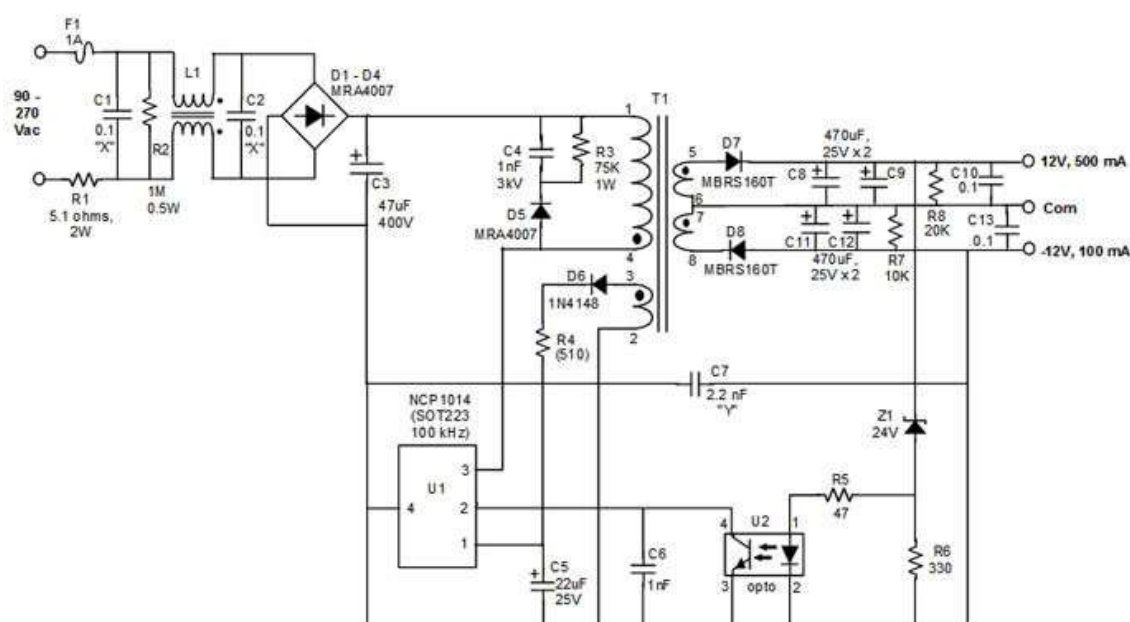 F1
1A
90 -
270
Vac
C1
0.1
"X"
R2
1M
0.5W
R1
5.1 ohms,
2W
L1
C2
0.1
"X"
D1 - D4
MRA4007
C3
47uF
400V
C4
1nF
3kV
R3
75K
1W
D5
MRA4007
T1
1
4
3
2
5
6
7
8
D6
1N4148
R4
(510)
D7
MBRS160T
D8
MBRS160T
470uF,
25V x 2
C8
C9
C11
C12
470uF,
25V x 2
R7
10K
R8
20K
C10
0.1
C13
0.1
12V, 500 mA
Com
-12V, 100 mA
C7
2.2 nF
"Y"
NCP1014
(SOT223
100 kHz)
U1
3
2
1
4
C5
22uF
25V
C6
1nF
U2
4
3
1
2
opto
R5
47
Z1
24V
R6
330